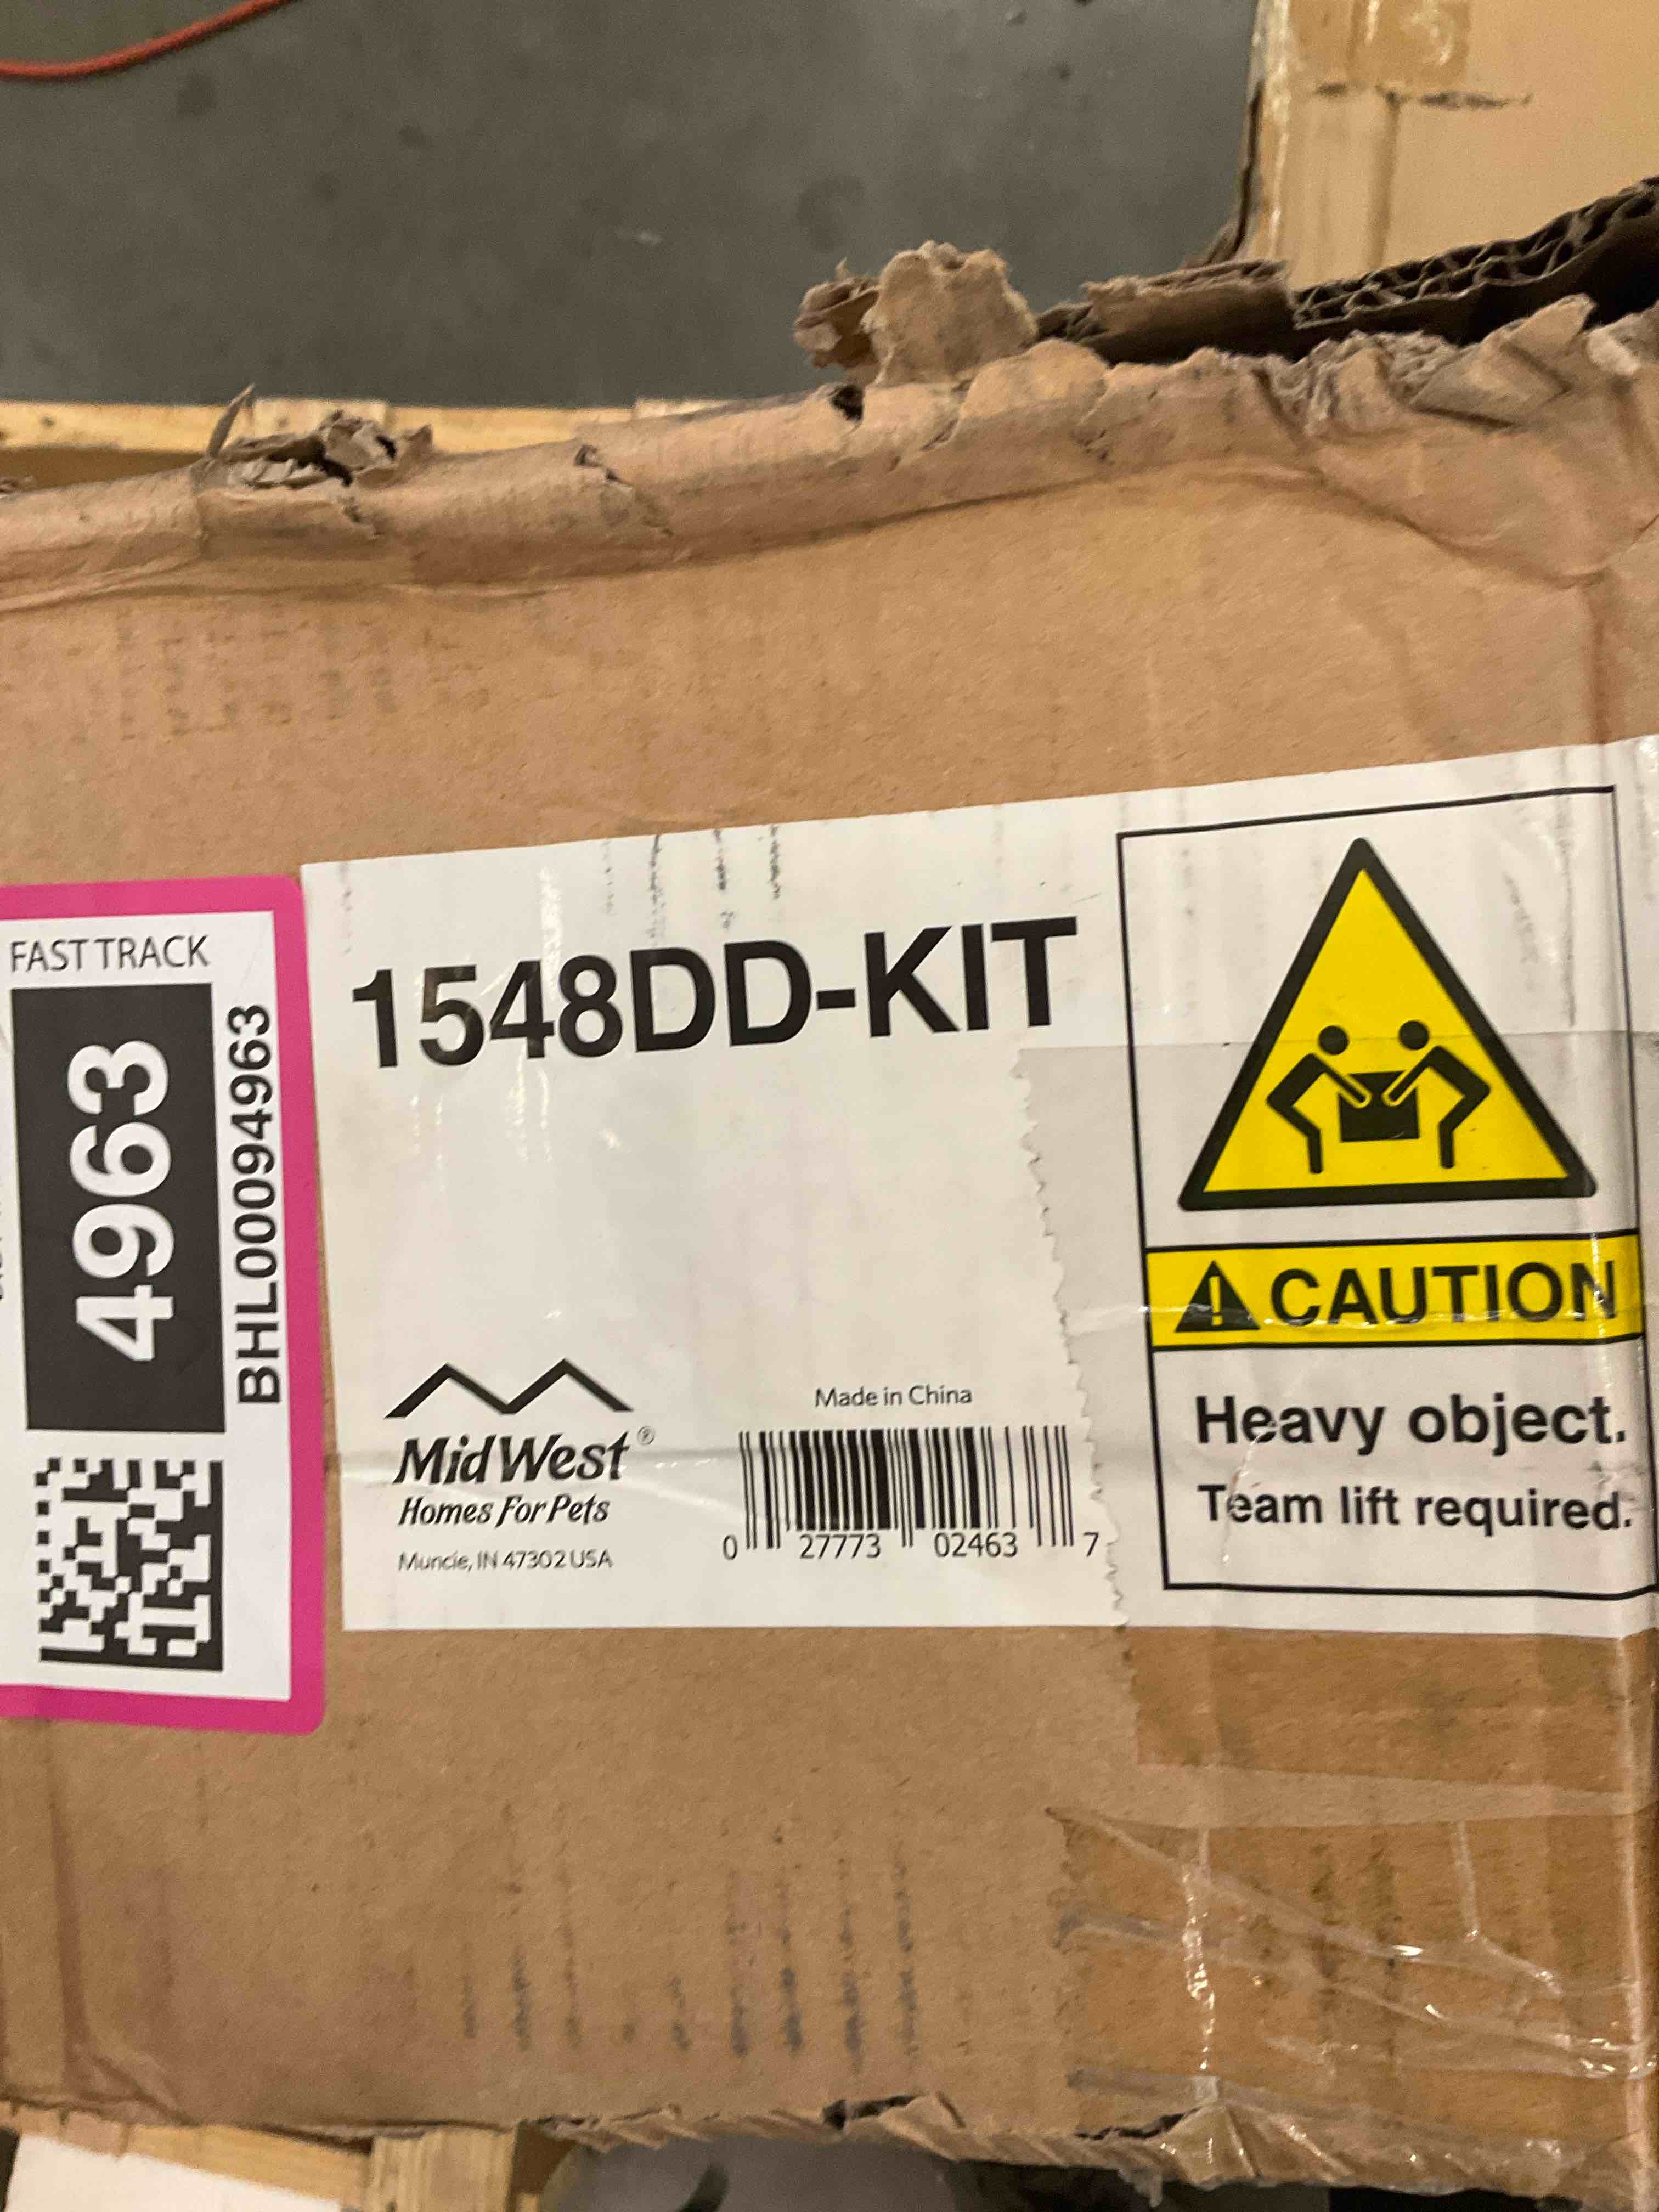 FAST TRACK
4963
BHL00094963
1548DD-KIT
MidWest®
Homes For Pets
Muncie, IN 47302 USA
Made in China
0 27773 02463 7
CAUTION
Heavy object.
Team lift required.